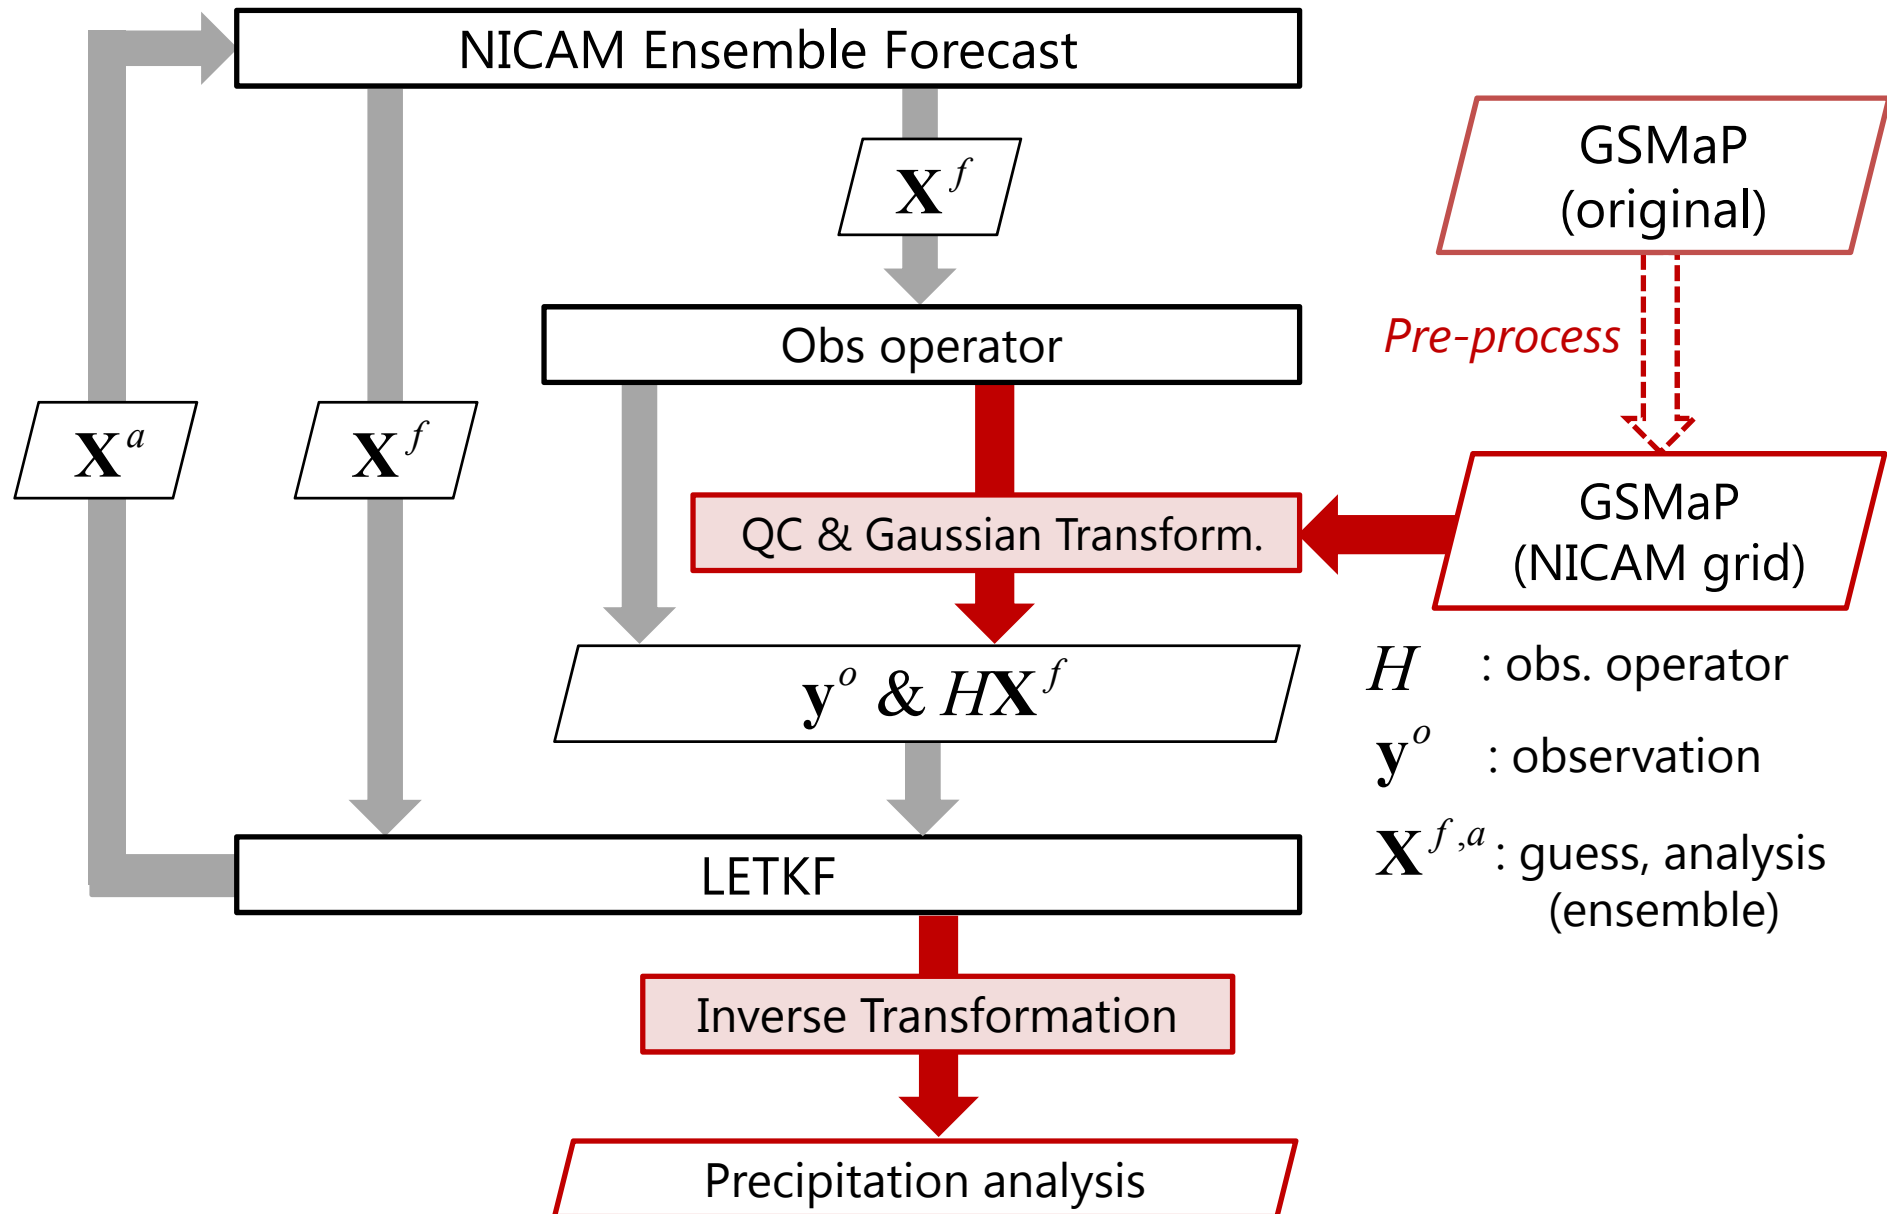 NICAM Ensemble Forecast
X^f
GSMaP
(original)
Obs operator
Pre-process
X^a
X^f
QC & Gaussian Transform.
GSMaP
(NICAM grid)
y^o & HX^f
H : obs. operator
y^o : observation
X^f,a : guess, analysis
(ensemble)
LETKF
Inverse Transformation
Precipitation analysis